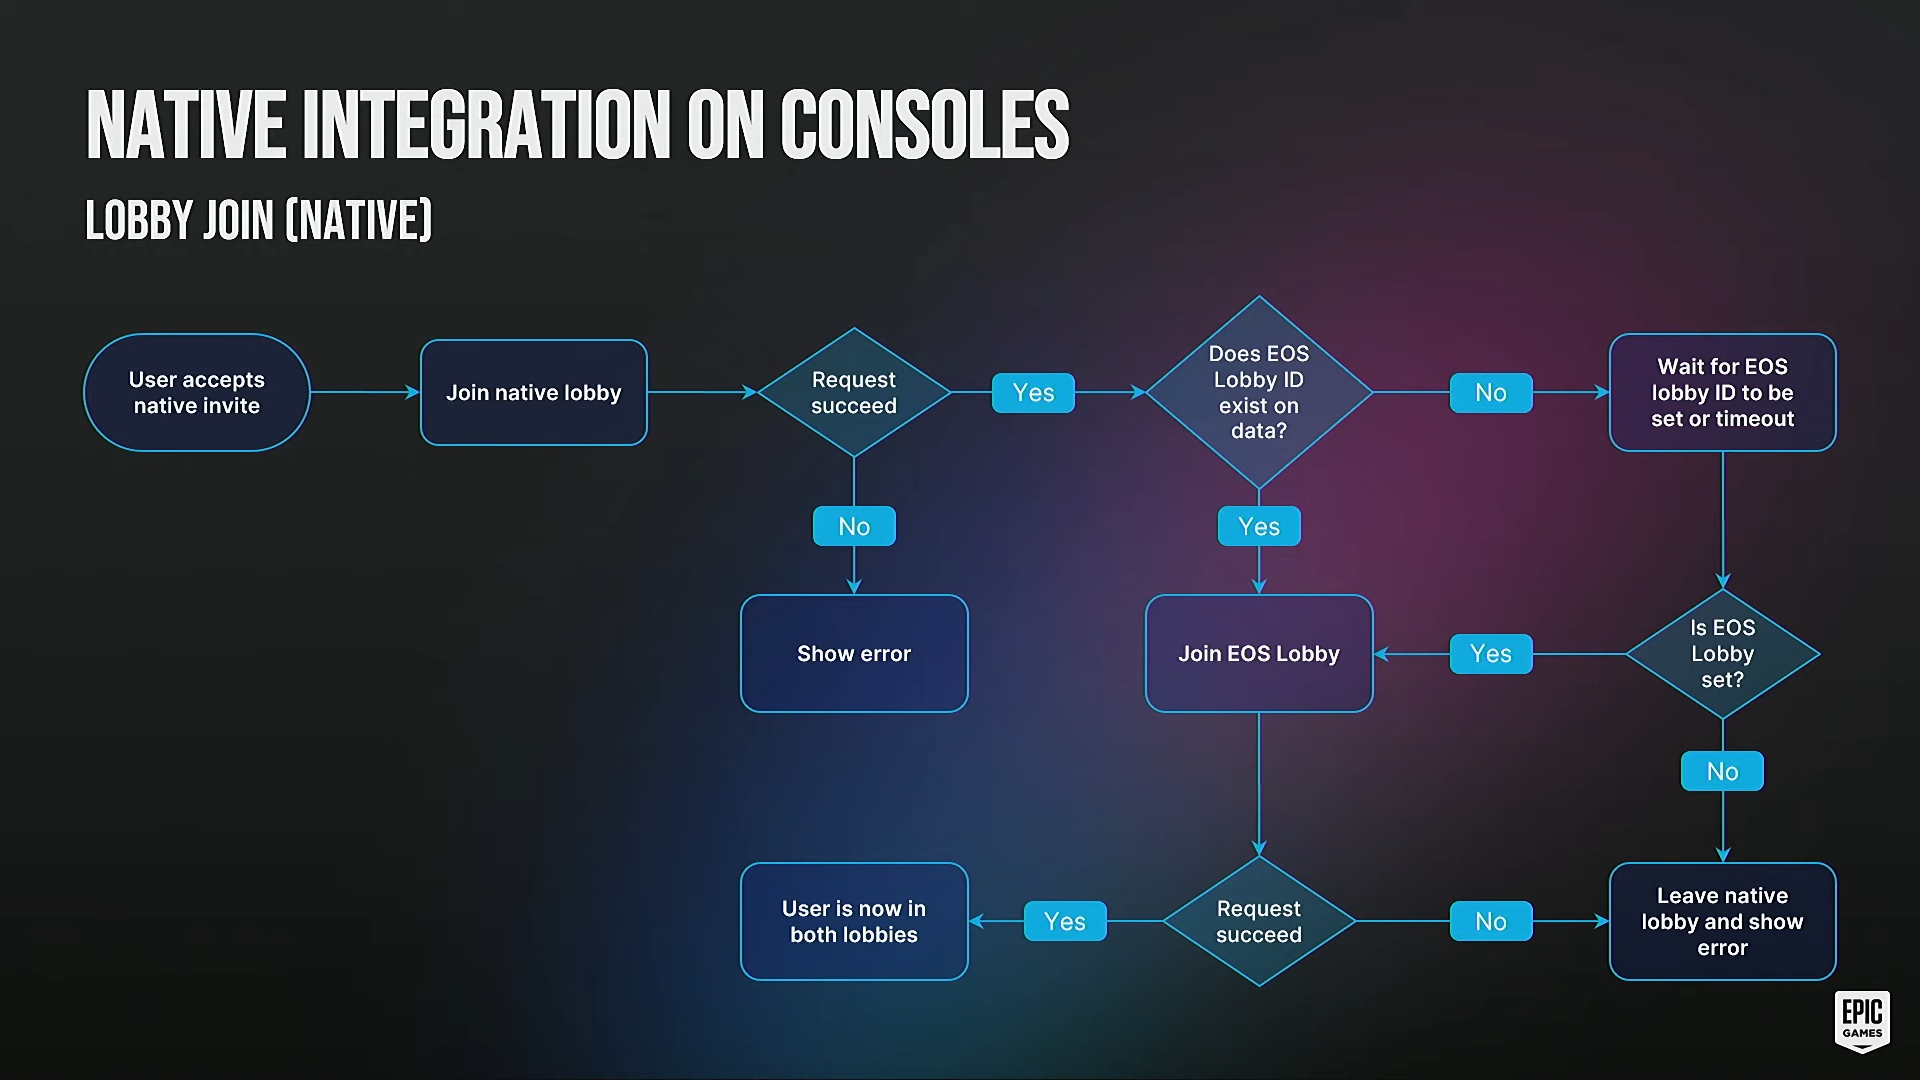 NATIVE INTEGRATION ON CONSOLES
LOBBY JOIN (NATIVE)
User accepts
native invite
Join native lobby
Request
succeed
Yes
Does EOS
Lobby ID
exist on
data?
No
Wait for EOS
lobby ID to be
set or timeout
No
Yes
Show error
Join EOS Lobby
Yes
Is EOS
Lobby
set?
No
User is now in
both lobbies
Yes
Request
succeed
No
Leave native
lobby and show
error
EPIC
GAMES